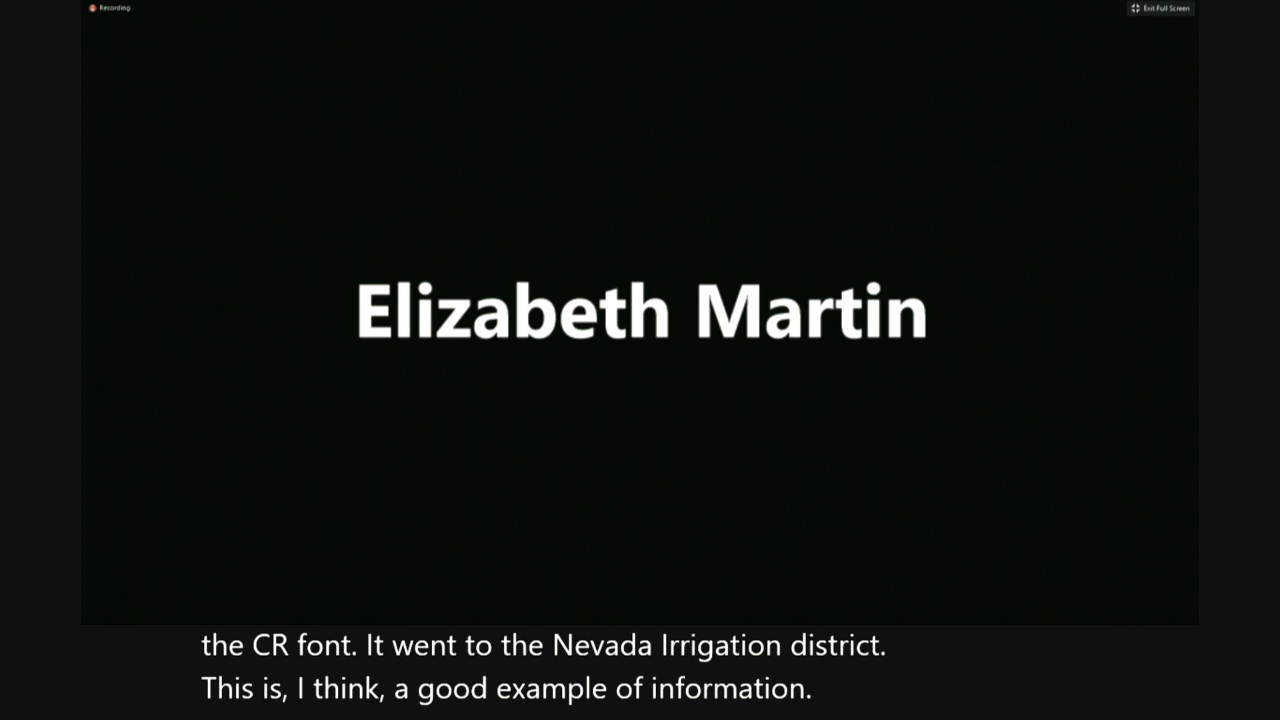 Recording
Exit Full Screen
Elizabeth Martin
the CR font. It went to the Nevada Irrigation district.
This is, I think, a good example of information.